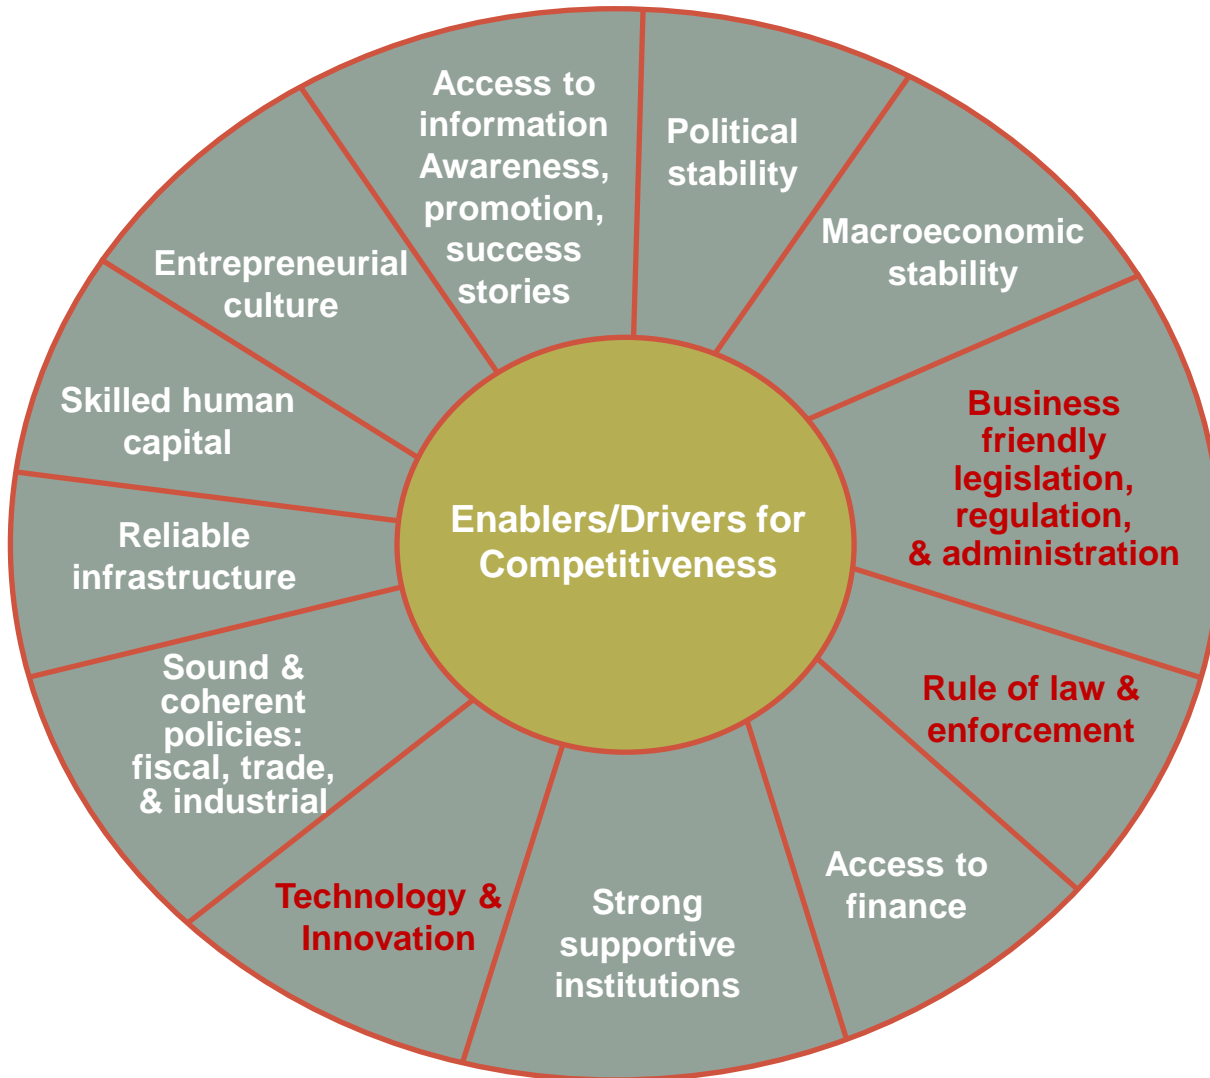 Access to
information
Awareness,
promotion,
success
stories
Political
stability
Macroeconomic
stability
Business
friendly
legislation,
regulation,
& administration
Rule of law &
enforcement
Access to
finance
Strong
supportive
institutions
Technology &
Innovation
Sound &
coherent
policies:
fiscal, trade,
& industrial
Reliable
infrastructure
Skilled human
capital
Entrepreneurial
culture
Enablers/Drivers for
Competitiveness